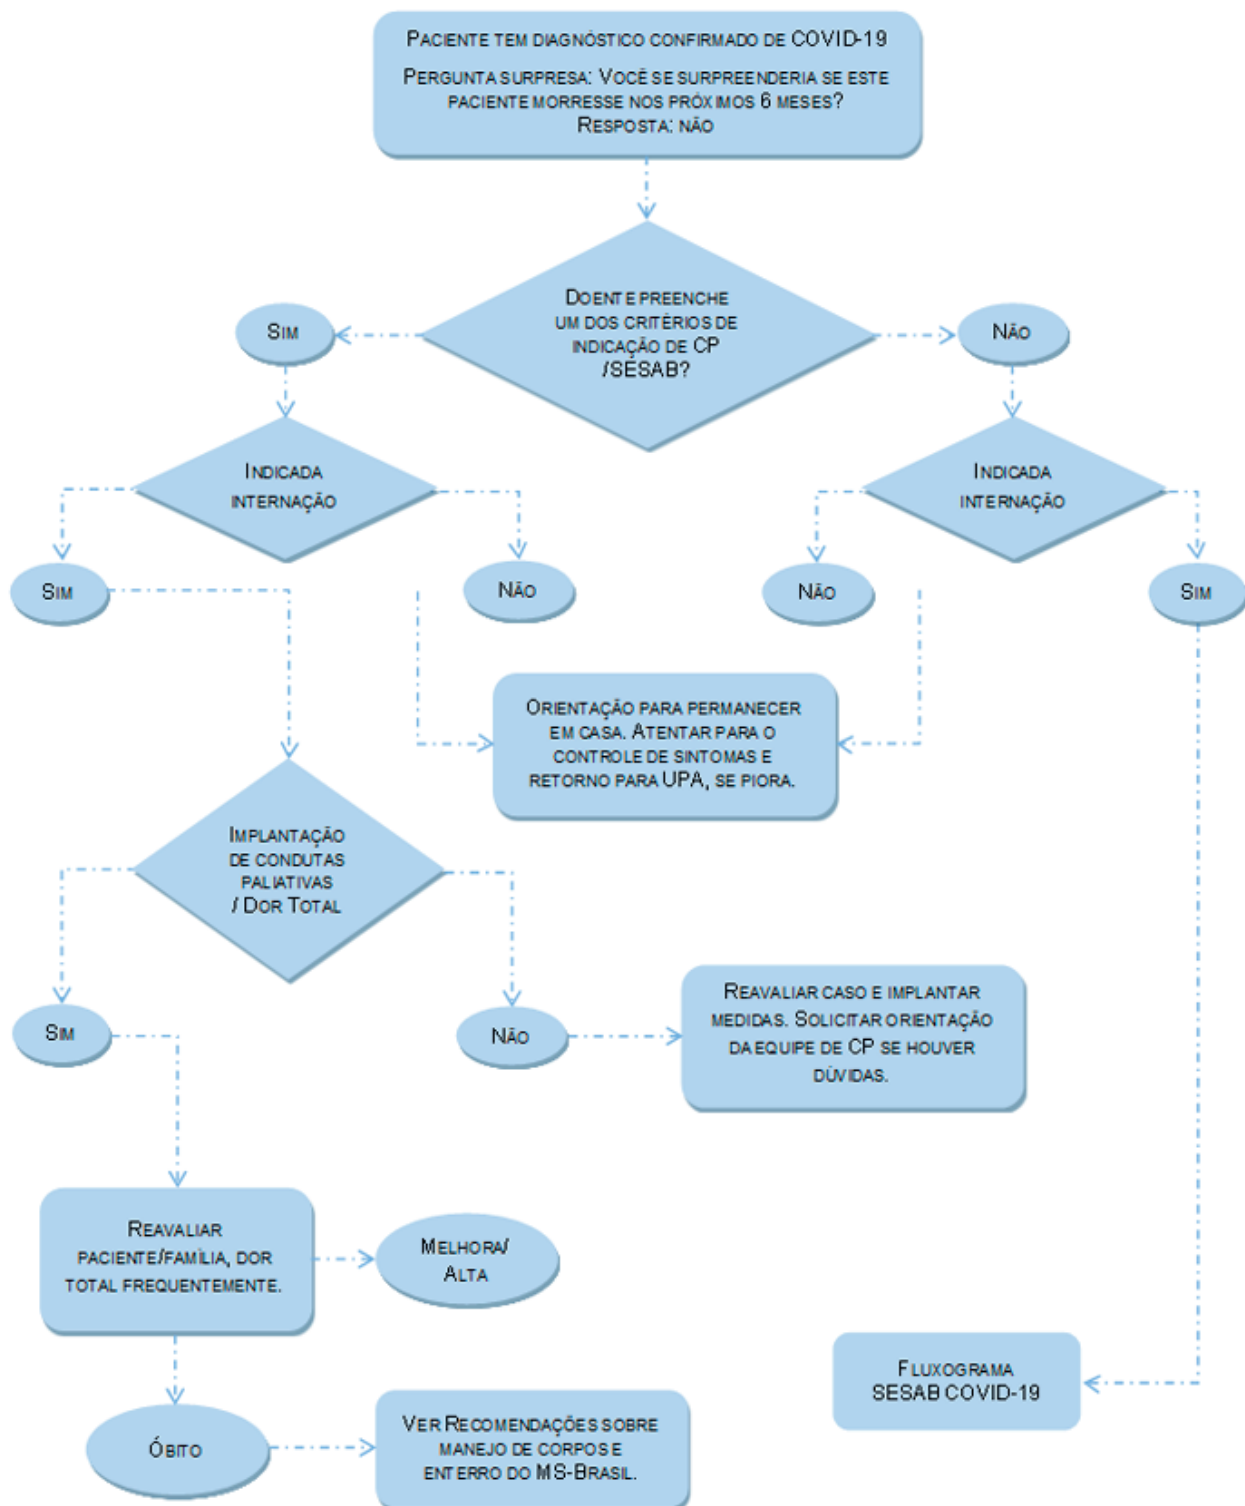 PACIENTE TEM DIAGNÓSTICO CONFIRMADO DE COVID-19
PERGUNTA SURPRESA: VOCÊ SE SURPREENDERIA SE ESTE
PACIENTE MORRESSE NOS PRÓXIMOS 6 MESES?
RESPOSTA: NÃO
DOENTE PREENCHE
UM DOS CRITÉRIOS DE
INDICAÇÃO DE CP
/SESAB?
SIM
NÃO
INDICADA
INTERNAÇÃO
INDICADA
INTERNAÇÃO
SIM
NÃO
NÃO
SIM
ORIENTAÇÃO PARA PERMANECER
EM CASA. ATENTAR PARA O
CONTROLE DE SINTOMAS E
RETORNO PARA UPA, SE PIORA.
IMPLANTAÇÃO
DE CONDUTAS
PALIATIVAS
/ DOR TOTAL
SIM
NÃO
REAVALIAR CASO E IMPLANTAR
MEDIDAS. SOLICITAR ORIENTAÇÃO
DA EQUIPE DE CP SE HOUVER
DÚVIDAS.
REAVALIAR
PACIENTE/FAMÍLIA, DOR
TOTAL FREQUENTEMENTE.
MELHORA/
ALTA
FLUXOGRAMA
SESAB COVID-19
ÓBITO
VER RECOMENDAÇÕES SOBRE
MANEJO DE CORPOS E
ENTERRO DO MS-BRASIL.